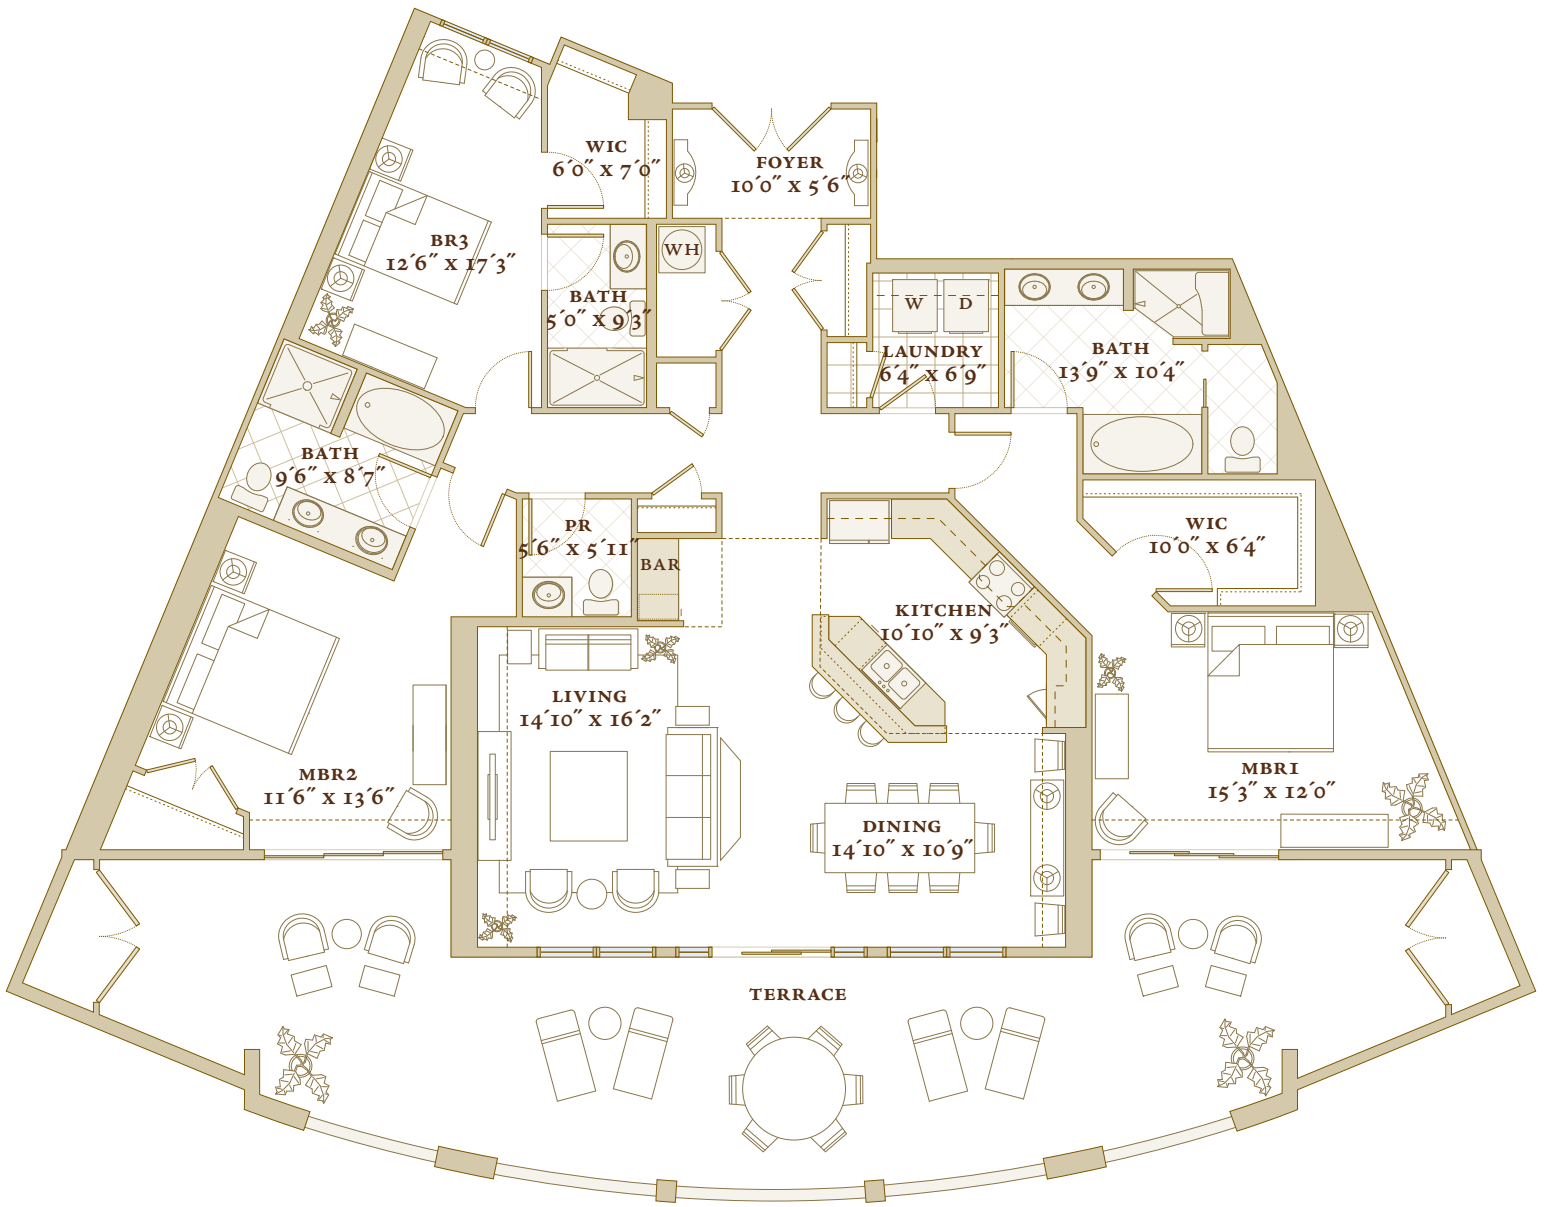 WIC
6´0˝ X 7´0˝
FOYER
10´0˝ X 5´6˝
BR3
12´6˝ X 17´3˝
WH
BATH
5´0˝ X 9´3˝
W
D
LAUNDRY
6´4˝ X 6´9˝
BATH
13´9˝ X 10´4˝
BATH
9´6˝ X 8´7˝
PR
5´6˝ X 5´11˝
BAR
WIC
10´0˝ X 6´4˝
KITCHEN
10´10˝ X 9´3˝
LIVING
14´10˝ X 16´2˝
MBR2
11´6˝ X 13´6˝
MBR1
15´3˝ X 12´0˝
DINING
14´10˝ X 10´9˝
TERRACE